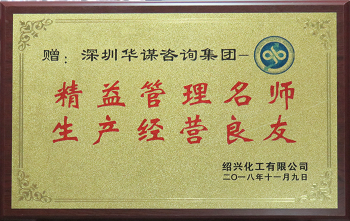 赠：深圳华谋咨询集团–
精益管理名师
生产经营良友
绍兴化工有限公司
二〇一八年十一月九日